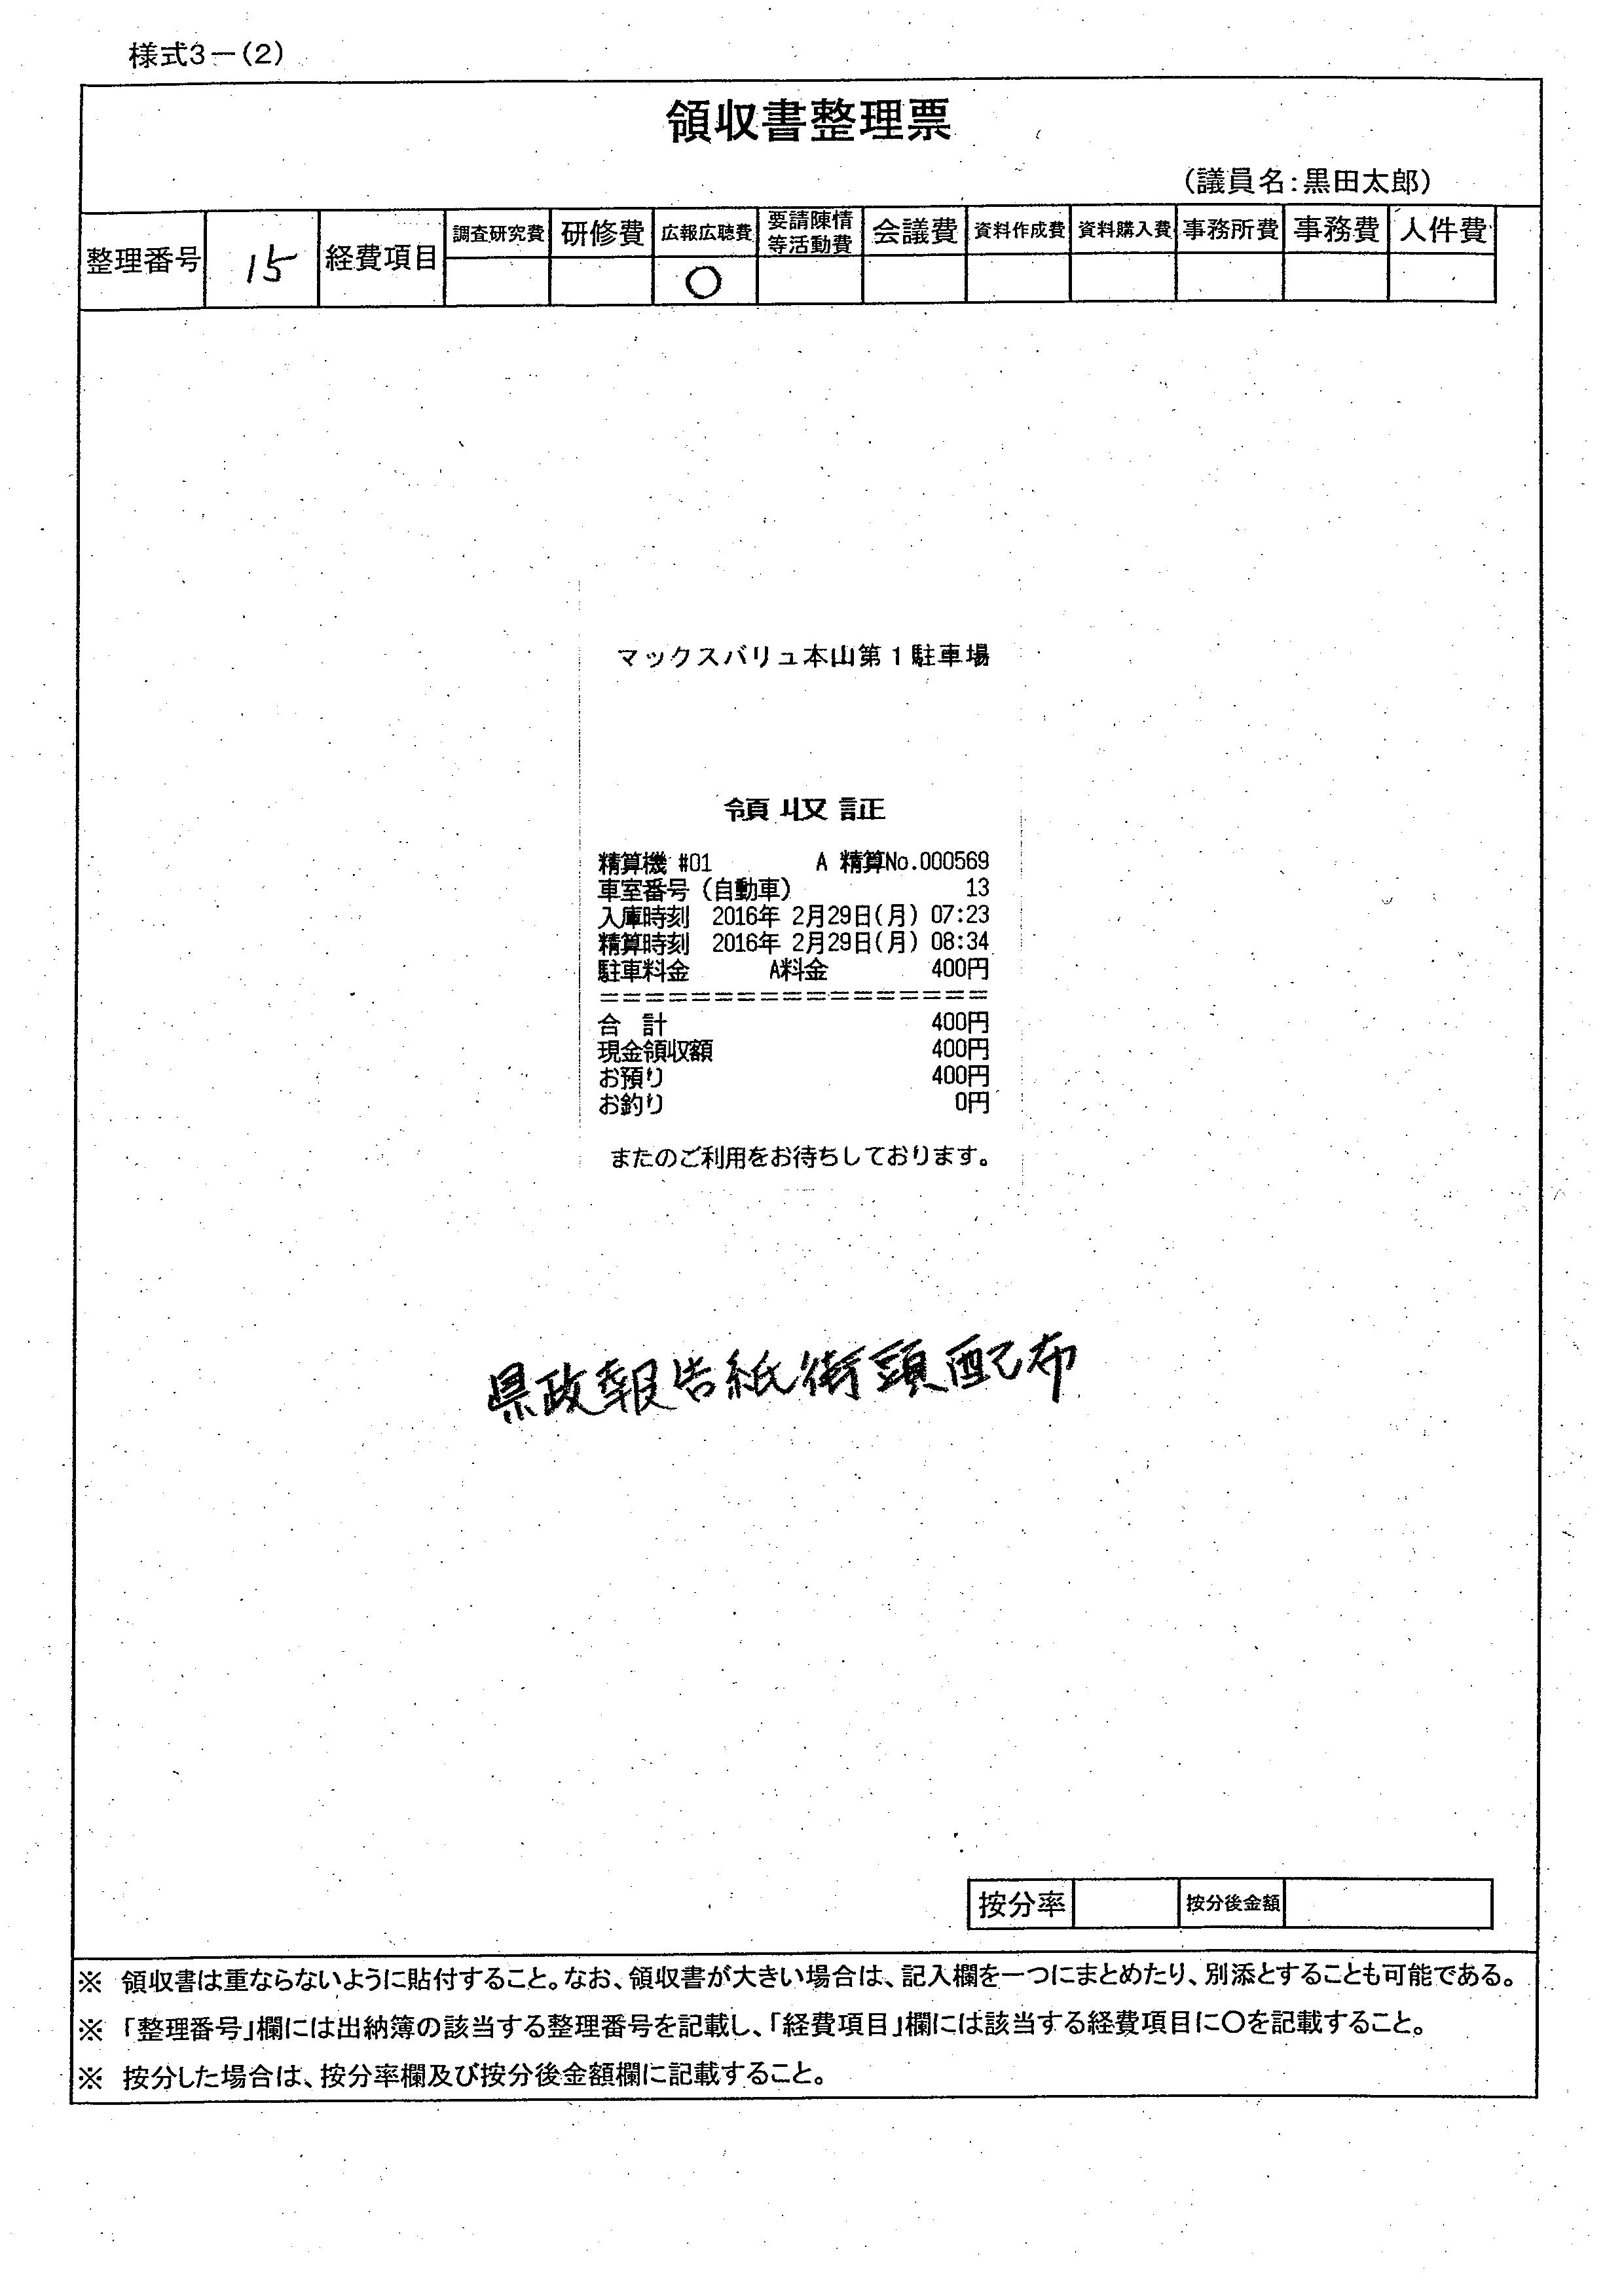 様式3－(2)
領収書整理票
(議員名:黒田太郎)
整理番号 15 経費項目 調査研究費 研修費 広報広聴費 要請陳情等活動費 会議費 資料作成費 資料購入費 事務所費 事務費 人件費
○
マックスバリュ本山第1駐車場
領収証
精算機 #01 A 精算No.000569
車室番号(自動車) 13
入庫時刻 2016年 2月29日(月) 07:23
精算時刻 2016年 2月29日(月) 08:34
駐車料金 A料金 400円
=================
合 計 400円
現金領収額 400円
お預り 400円
お釣り 0円
またのご利用をお待ちしております。
県政報告紙街頭配布
按分率 按分後金額
※ 領収書は重ならないように貼付すること。なお、領収書が大きい場合は、記入欄を一つにまとめたり、別添とすることも可能である。
※ 「整理番号」欄には出納簿の該当する整理番号を記載し、「経費項目」欄には該当する経費項目に○を記載すること。
※ 按分した場合は、按分率欄及び按分後金額欄に記載すること。